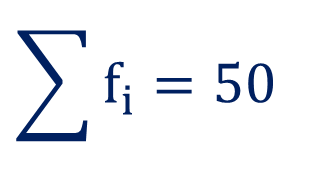 ∑ fᵢ = 50